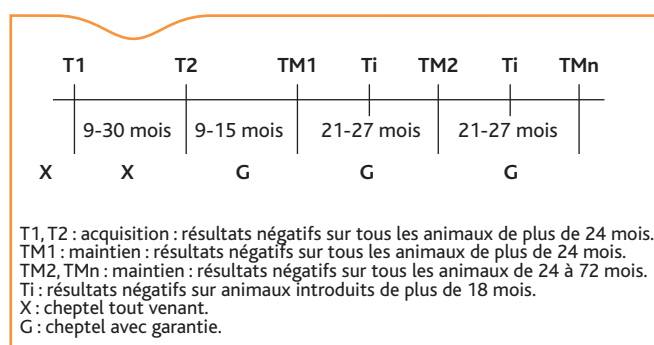 T1 T2 TM1 Ti TM2 Ti TMn
9-30 mois 9-15 mois 21-27 mois 21-27 mois
X X G G G
T1, T2 : acquisition : résultats négatifs sur tous les animaux de plus de 24 mois.
TM1 : maintien : résultats négatifs sur tous les animaux de plus de 24 mois.
TM2, TMn : maintien : résultats négatifs sur tous les animaux de 24 à 72 mois.
Ti : résultats négatifs sur animaux introduits de plus de 18 mois.
X : cheptel tout venant.
G : cheptel avec garantie.